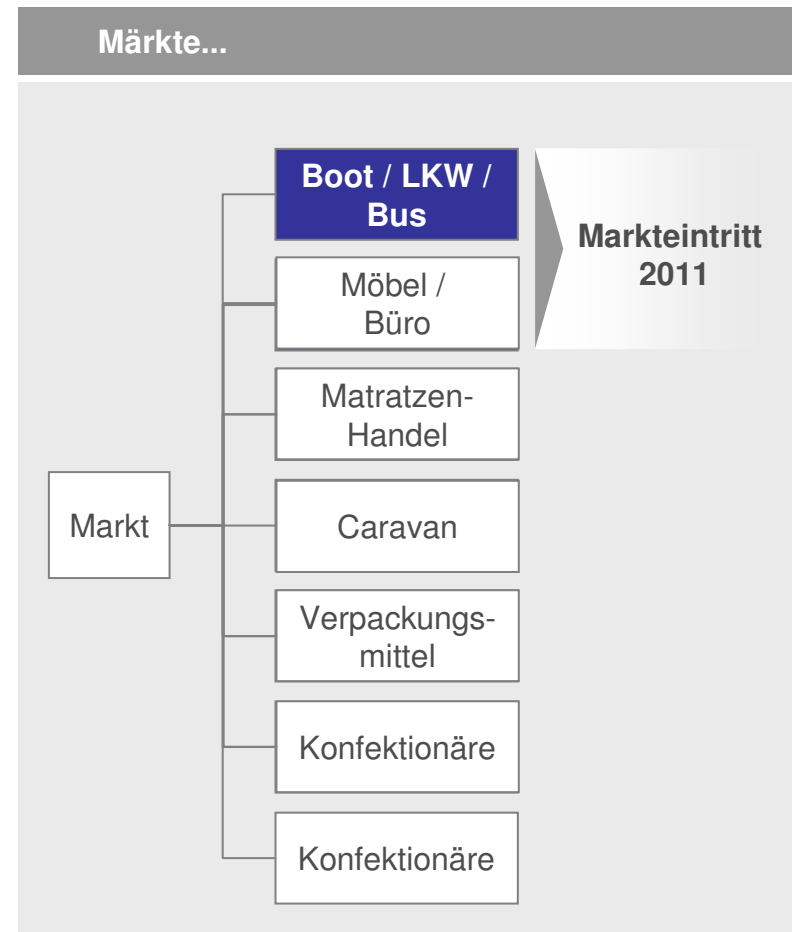 Märkte...
Boot / LKW /
Bus
Markteintritt
2011
Möbel /
Büro
Matratzen-
Handel
Markt
Caravan
Verpackungs-
mittel
Konfektionäre
Konfektionäre